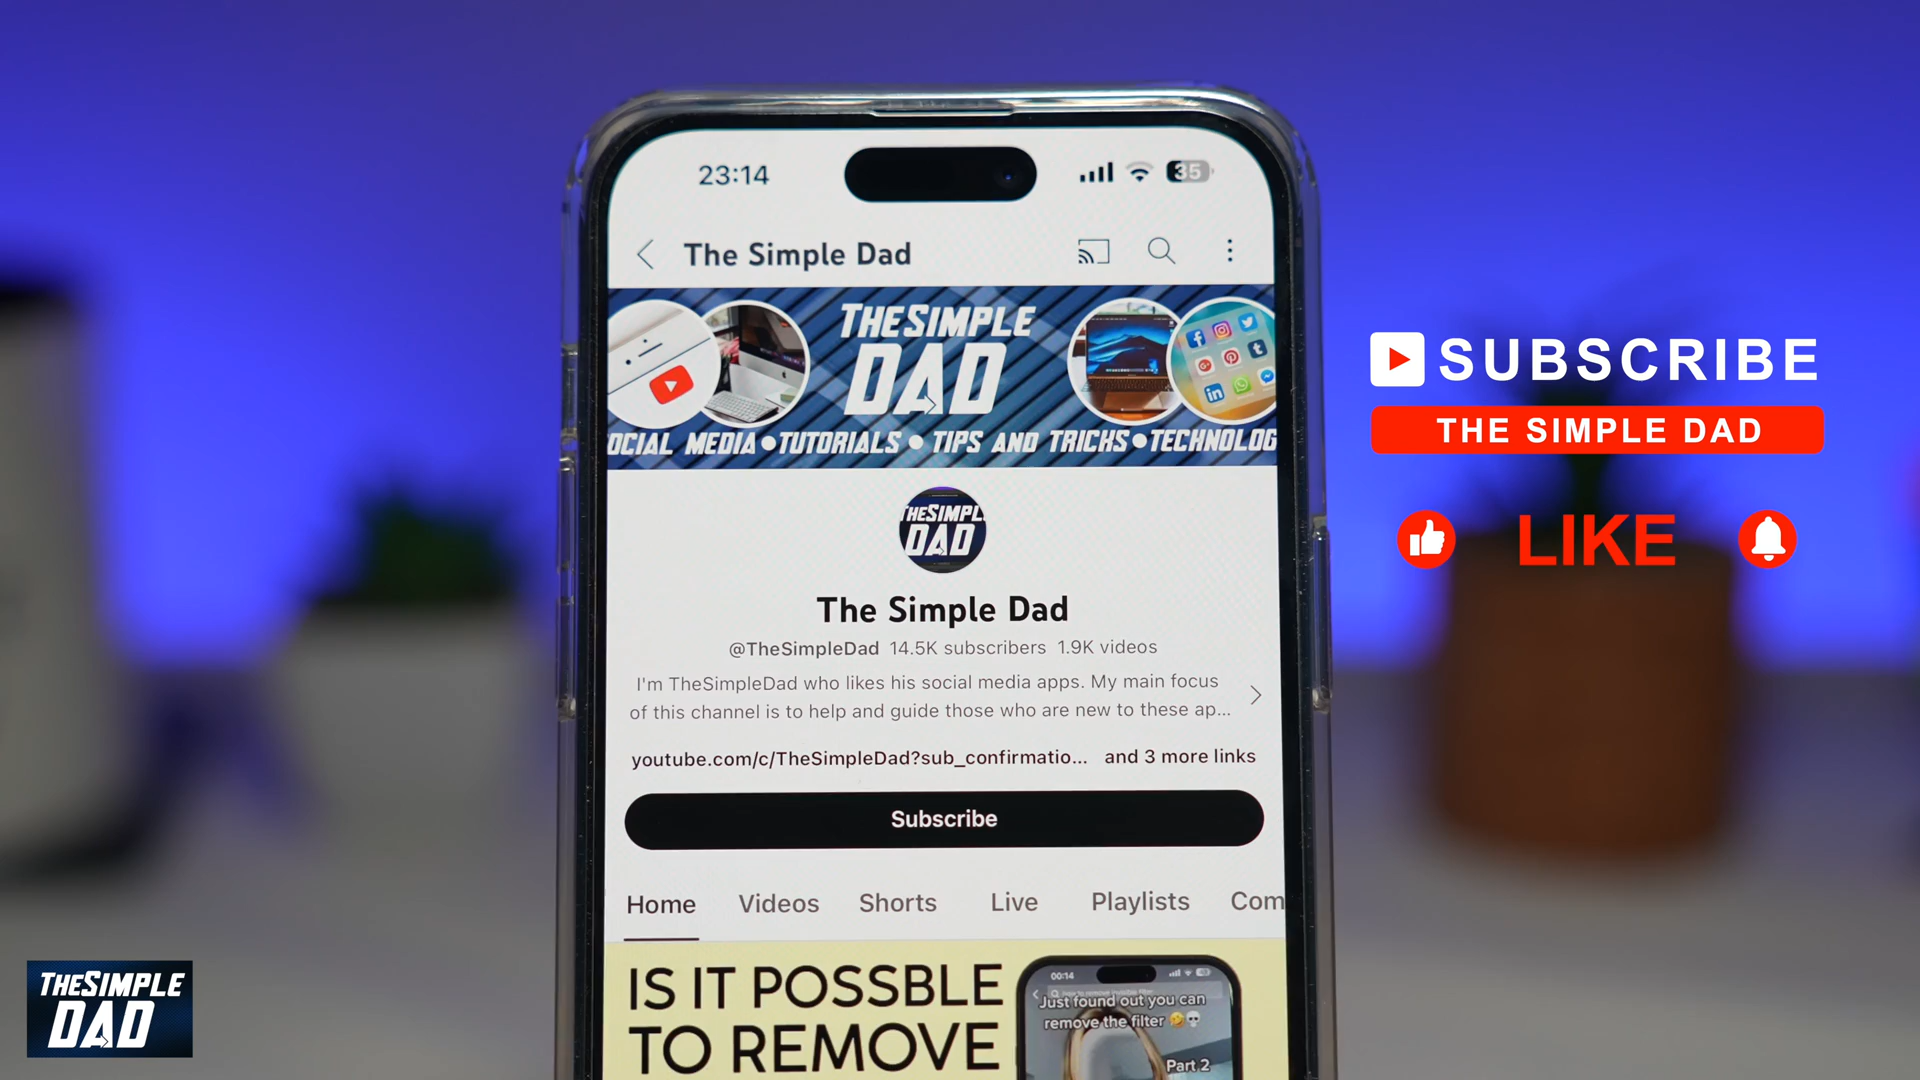 23:14
35
The Simple Dad
THESIMPLE
DAD
OCIAL MEDIA • TUTORIALS • TIPS AND TRICKS • TECHNOLOG
THESIMPL
DAD
The Simple Dad
@TheSimpleDad 14.5K subscribers 1.9K videos
I'm TheSimpleDad who likes his social media apps. My main focus
of this channel is to help and guide those who are new to these ap...
youtube.com/c/TheSimpleDad?sub_confirmatio... and 3 more links
Subscribe
Home Videos Shorts Live Playlists Com
IS IT POSSBLE
TO REMOVE
00:14
Just found out you can
remove the filter 🤣💀
Part 2
SUBSCRIBE
THE SIMPLE DAD
LIKE
THESIMPLE
DAD